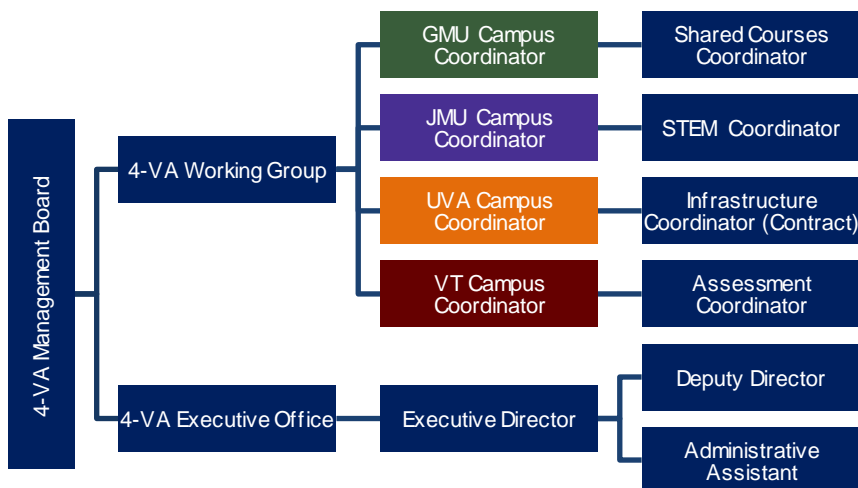 4-VA Management Board
4-VA Working Group
GMU Campus
Coordinator
Shared Courses
Coordinator
JMU Campus
Coordinator
STEM Coordinator
UVA Campus
Coordinator
Infrastructure
Coordinator (Contract)
VT Campus
Coordinator
Assessment
Coordinator
4-VA Executive Office
Executive Director
Deputy Director
Administrative
Assistant